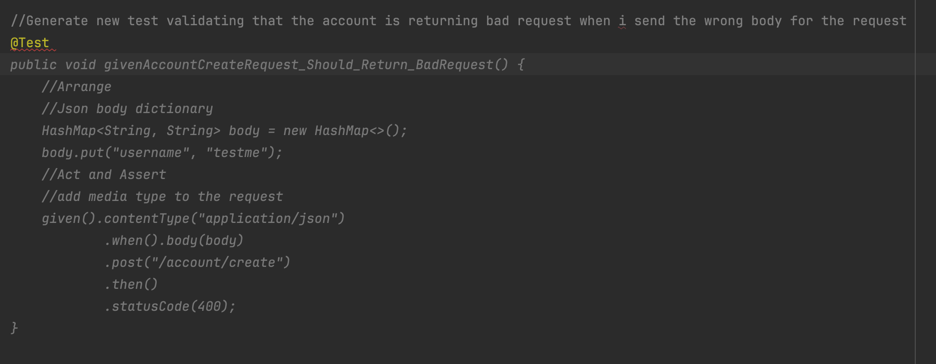 //Generate new test validating that the account is returning bad request when i send the wrong body for the request
@Test
public void givenAccountCreateRequest_Should_Return_BadRequest() {
    //Arrange
    //Json body dictionary
    HashMap<String, String> body = new HashMap<>();
    body.put("username", "testme");
    //Act and Assert
    //add media type to the request
    given().contentType("application/json")
            .when().body(body)
            .post("/account/create")
            .then()
            .statusCode(400);
}